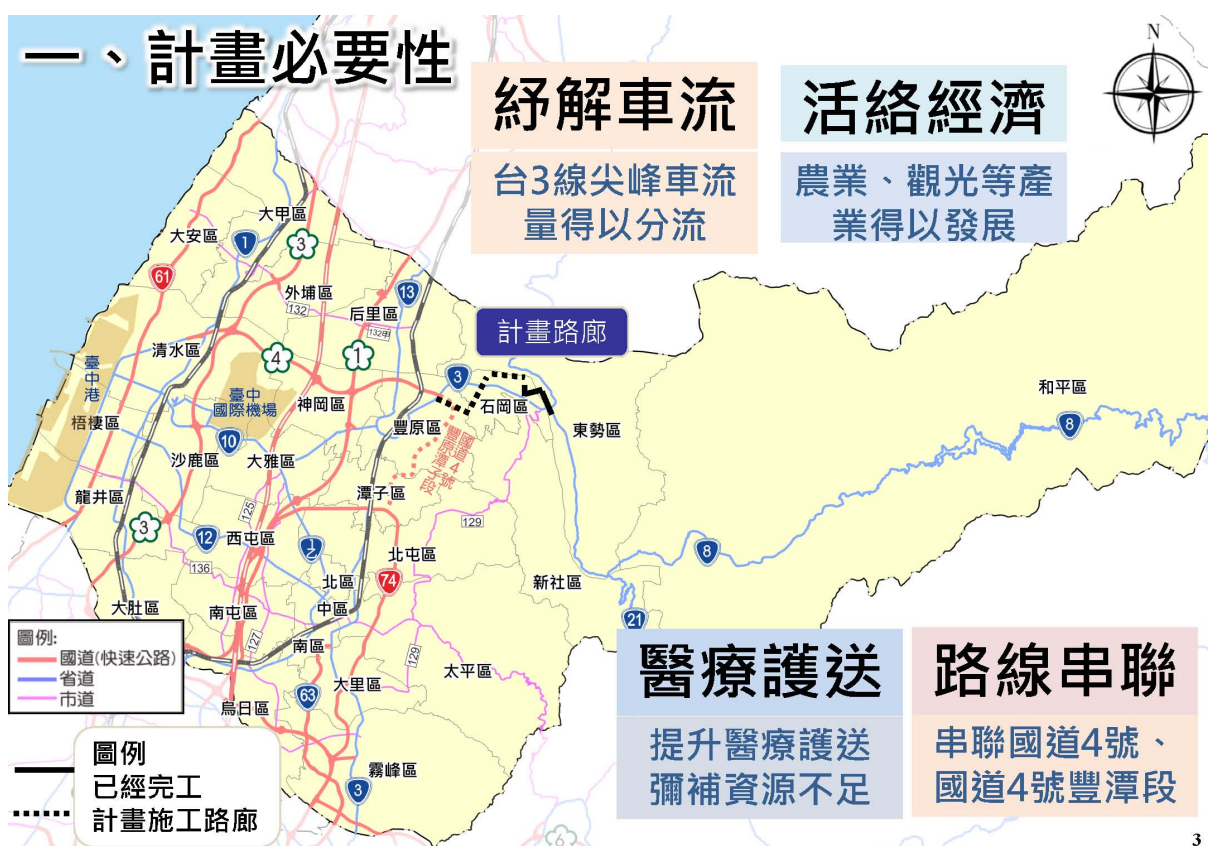 一、計畫必要性
紓解車流
台3線尖峰車流
量得以分流
活絡經濟
農業、觀光等產
業得以發展
N
大甲區
大安區
1
3
61
外埔區
13
132
后里區
132甲
計畫路廊
清水區
4
1
3
臺中港
臺中
國際機場
神岡區
石岡區
和平區
梧棲區
豐原區
東勢區
8
10
國道4號
豐原潭子段
沙鹿區
大雅區
龍井區
潭子區
125
3
129
12
西屯區
1乙
北屯區
8
136
74
北區
新社區
大肚區
南屯區
中區
21
127
南區
129
太平區
大里區
63
烏日區
霧峰區
3
6
圖例:
國道(快速公路)
省道
市道
圖例
已經完工
計畫施工路廊
醫療護送
提升醫療護送
彌補資源不足
路線串聯
串聯國道4號、
國道4號豐潭段
3